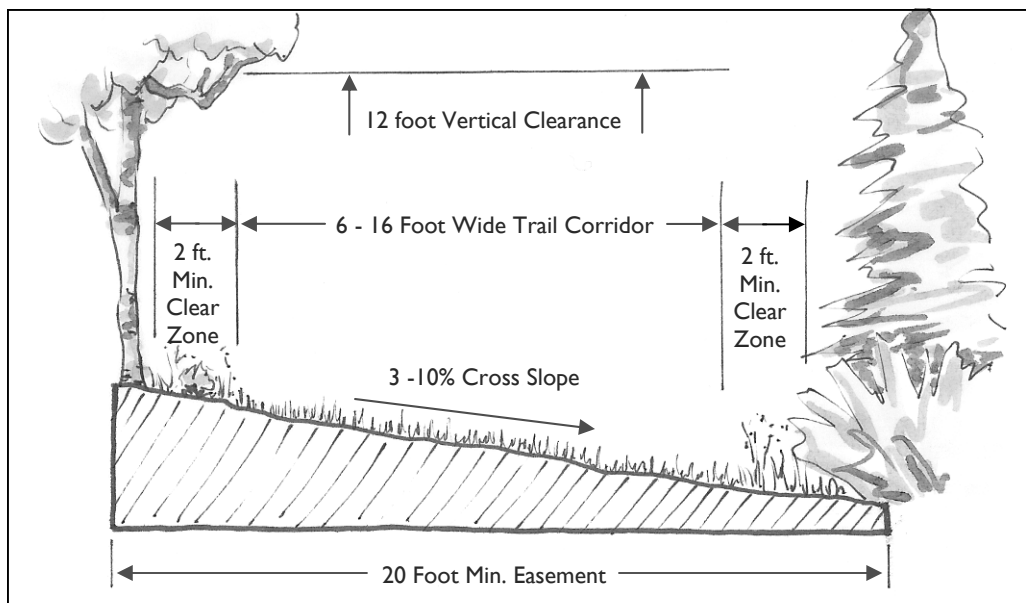 12 foot Vertical Clearance
6 - 16 Foot Wide Trail Corridor
2 ft.
Min.
Clear
Zone
2 ft.
Min.
Clear
Zone
3 -10% Cross Slope
20 Foot Min. Easement